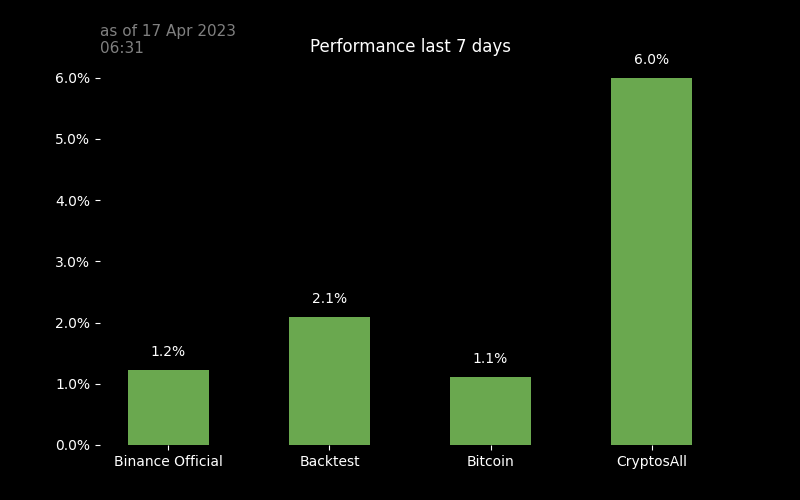 as of 17 Apr 2023
06:31
Performance last 7 days
6.0%
6.0%
5.0%
4.0%
3.0%
2.1%
2.0%
1.2%
1.1%
1.0%
0.0%
Binance Official
Backtest
Bitcoin
CryptosAll